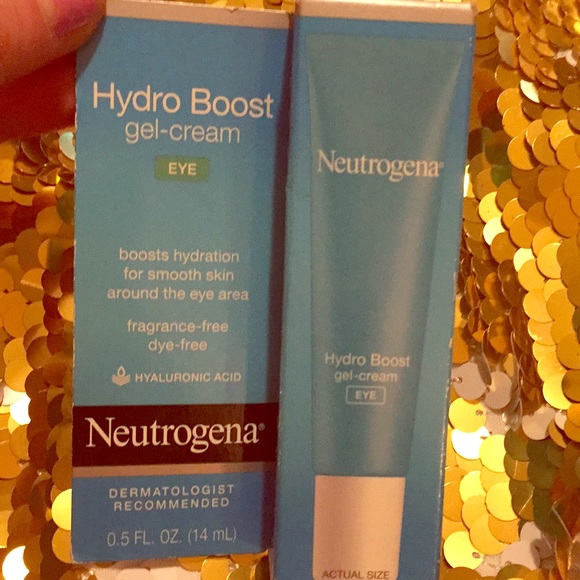 Hydro Boost
gel-cream
EYE
boosts hydration
for smooth skin
around the eye area
fragrance-free
dye-free
HYALURONIC ACID
Neutrogena®
DERMATOLOGIST
RECOMMENDED
0.5 FL. OZ. (14 mL)
Neutrogena®
Hydro Boost
gel-cream
EYE
ACTUAL SIZE